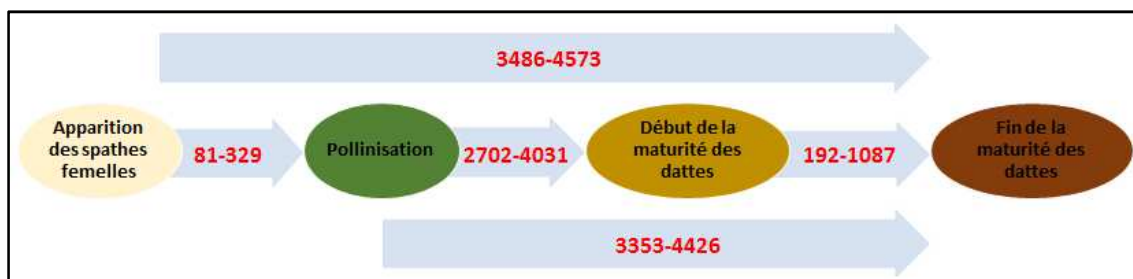 3486-4573
Apparition
des spathes
femelles
81-329
Pollinisation
2702-4031
Début de la
maturité des
dattes
192-1087
Fin de la
maturité des
dattes
3353-4426